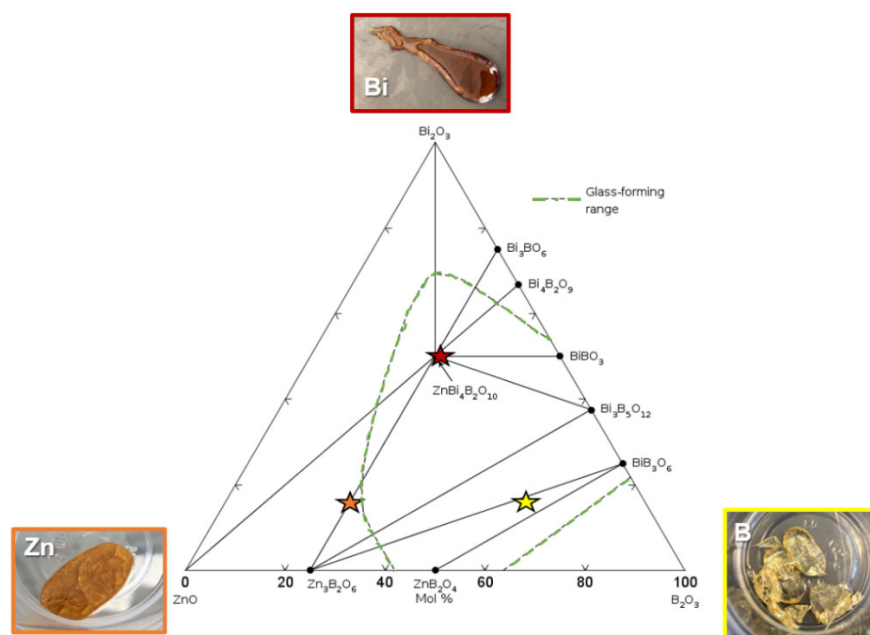 Bi
Bi₂O₃
Glass-forming
range
Bi₃BO₆
Bi₄B₂O₉
BiBO₃
ZnBi₄B₂O₁₀
Bi₃B₅O₁₂
BiB₃O₆
Zn
B
0 20 40 60 80 100
ZnO Zn₃B₂O₆ ZnB₂O₄ B₂O₃
Mol %